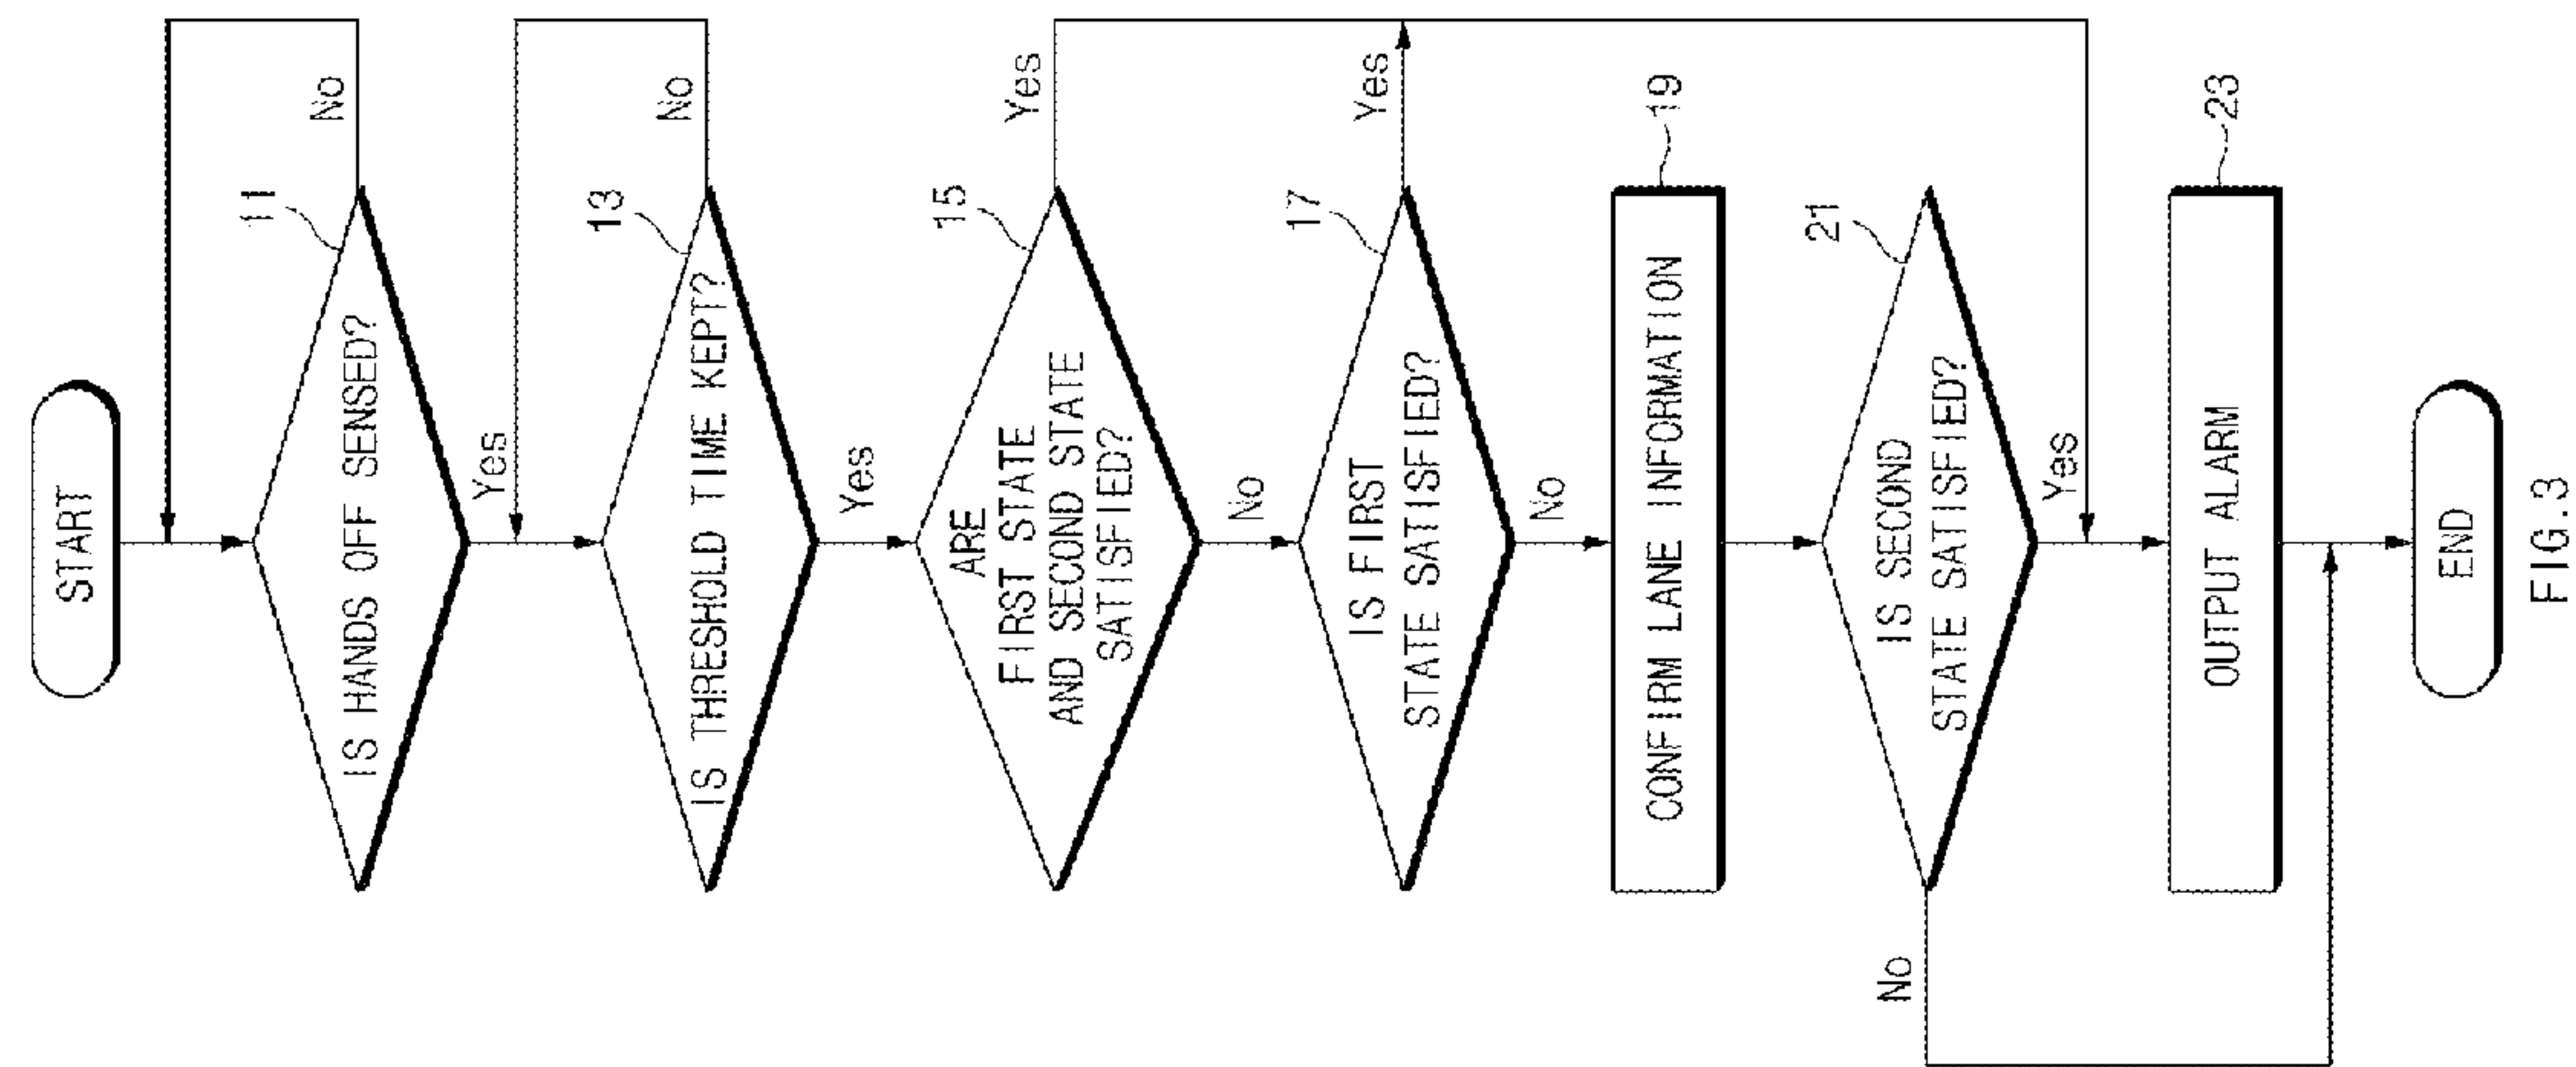 START
11
IS HANDS OFF SENSED?
No
Yes
13
IS THRESHOLD TIME KEPT?
No
Yes
15
ARE
FIRST STATE
AND SECOND STATE
SATISFIED?
Yes
No
17
IS FIRST
STATE SATISFIED?
Yes
No
19
CONFIRM LANE INFORMATION
21
IS SECOND
STATE SATISFIED?
No
Yes
23
OUTPUT ALARM
END
FIG.3